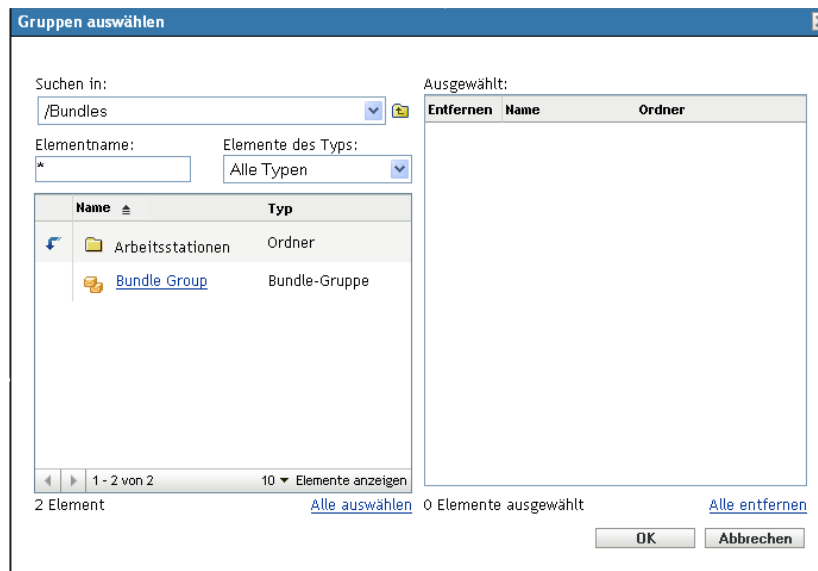 Gruppen auswählen
Suchen in:
/Bundles
Elementname:
Elemente des Typs:
*
Alle Typen
Name
Typ
Arbeitsstationen
Ordner
Bundle Group
Bundle-Gruppe
1 - 2 von 2
10
Elemente anzeigen
2 Element
Alle auswählen
Ausgewählt:
Entfernen
Name
Ordner
0 Elemente ausgewählt
Alle entfernen
OK
Abbrechen